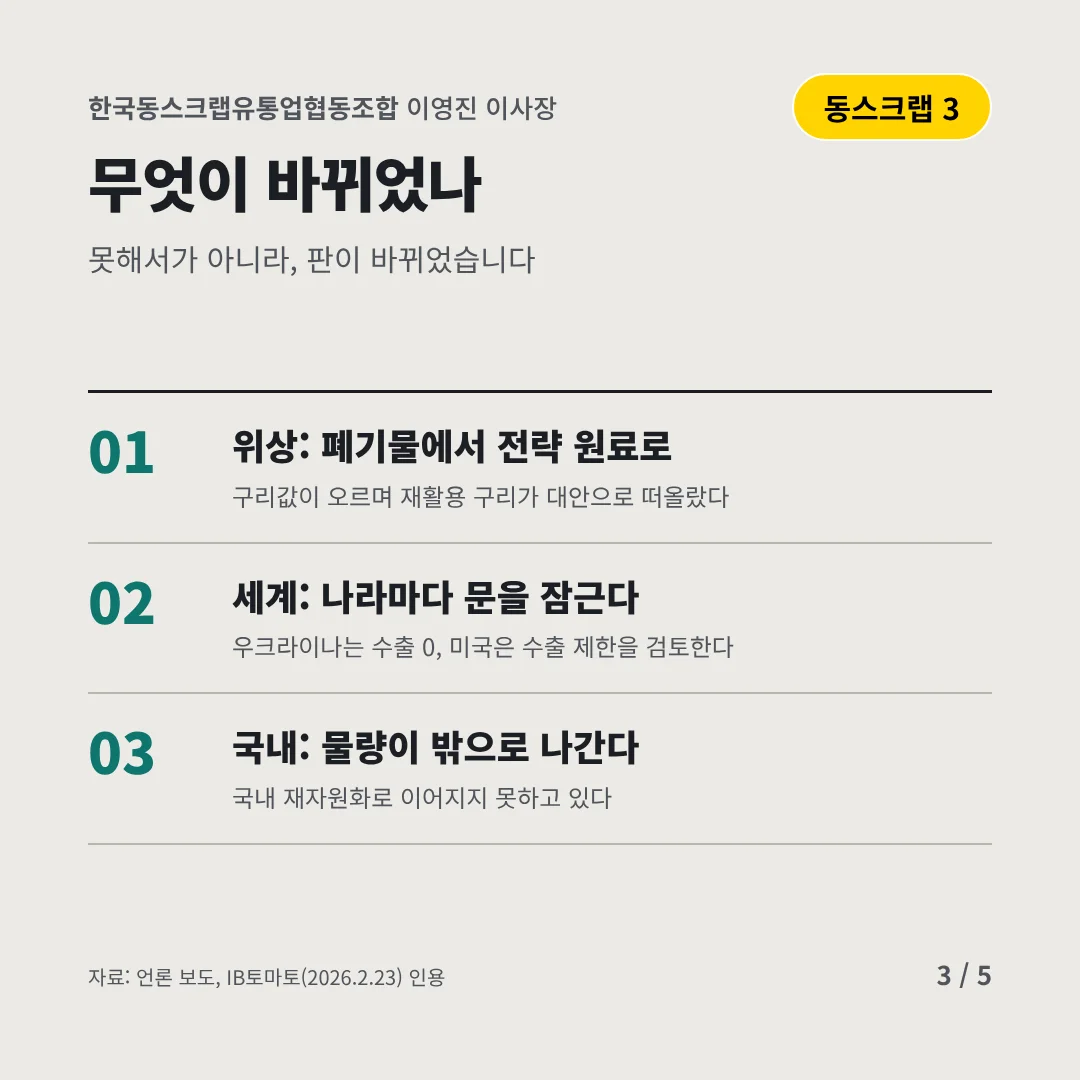 한국동스크랩유통업협동조합 이영진 이사장
동스크랩 3
무엇이 바뀌었나
못해서가 아니라, 판이 바뀌었습니다
01
위상: 폐기물에서 전략 원료로
구리값이 오르며 재활용 구리가 대안으로 떠올랐다
02
세계: 나라마다 문을 잠근다
우크라이나는 수출 0, 미국은 수출 제한을 검토한다
03
국내: 물량이 밖으로 나간다
국내 재자원화로 이어지지 못하고 있다
자료: 언론 보도, IB토마토(2026.2.23) 인용
3 / 5